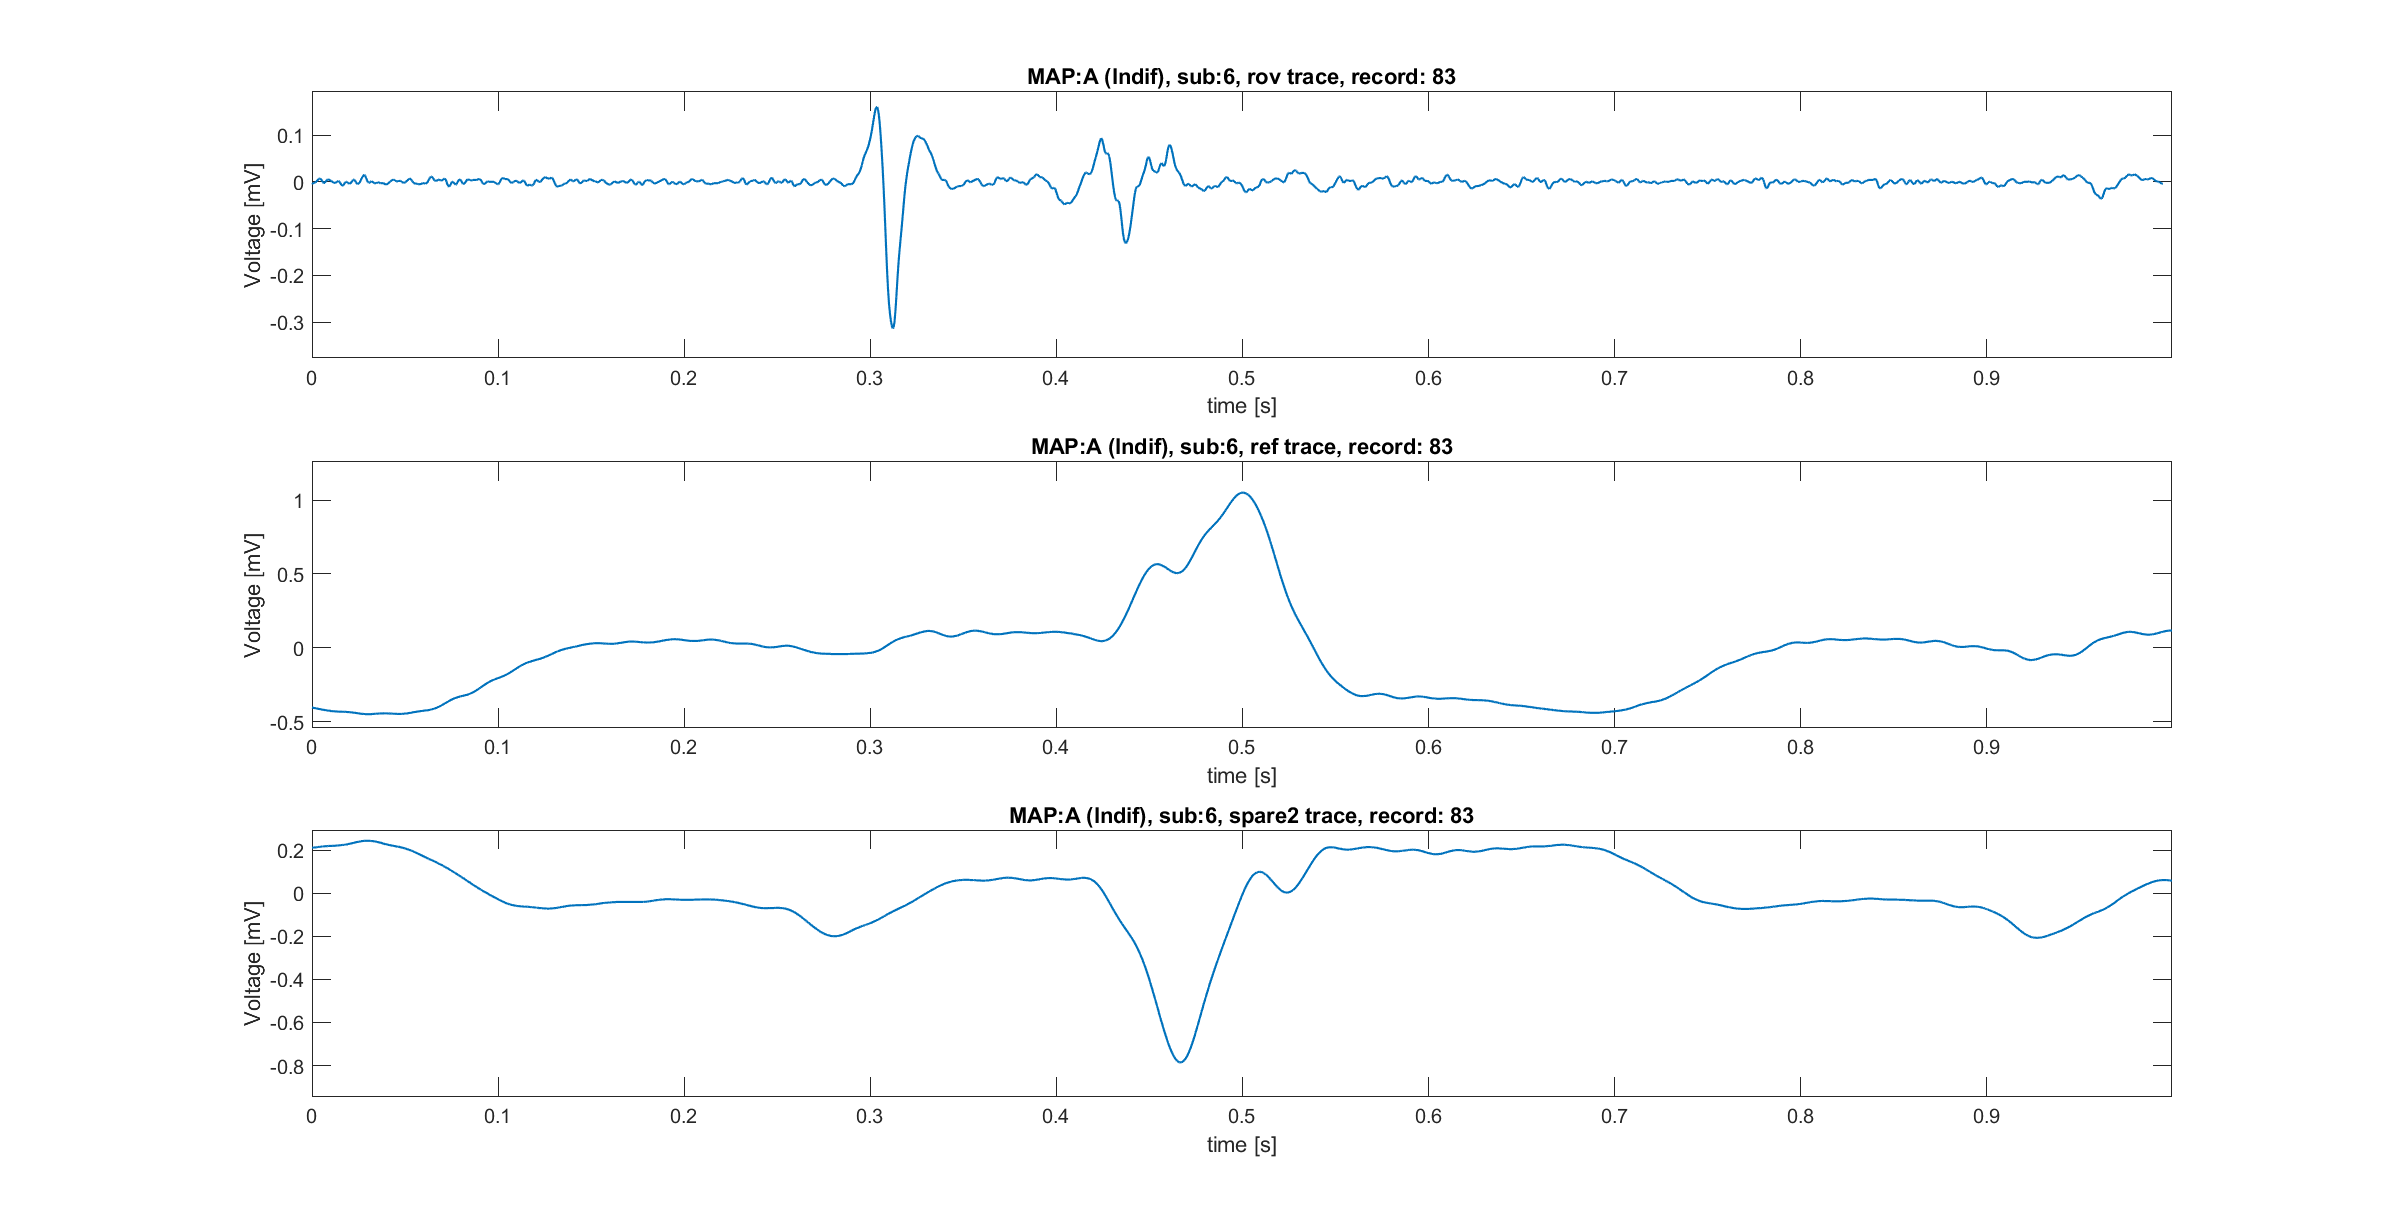 MAP:A (Indif), sub:6, rov trace, record: 83
Voltage [mV]
0.1
0
-0.1
-0.2
-0.3
0 0.1 0.2 0.3 0.4 0.5 0.6 0.7 0.8 0.9
time [s]
MAP:A (Indif), sub:6, ref trace, record: 83
Voltage [mV]
1
0.5
0
-0.5
0 0.1 0.2 0.3 0.4 0.5 0.6 0.7 0.8 0.9
time [s]
MAP:A (Indif), sub:6, spare2 trace, record: 83
Voltage [mV]
0.2
0
-0.2
-0.4
-0.6
-0.8
0 0.1 0.2 0.3 0.4 0.5 0.6 0.7 0.8 0.9
time [s]